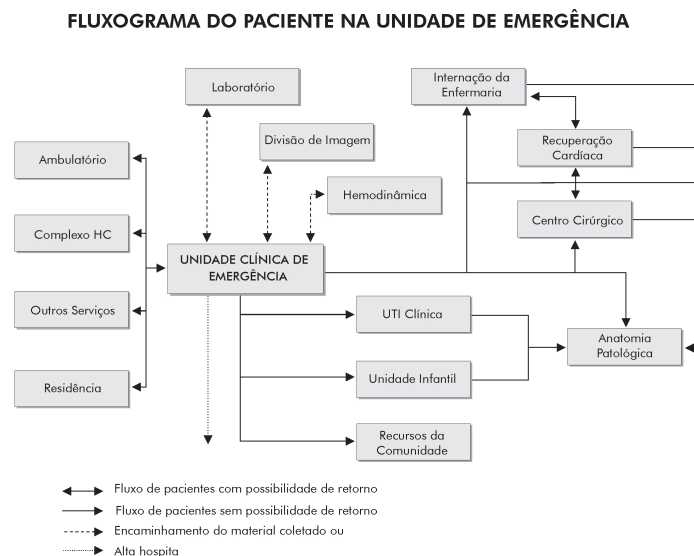 FLUXOGRAMA DO PACIENTE NA UNIDADE DE EMERGÊNCIA
Laboratório
Internação da
Enfermaria
Divisão de Imagem
Recuperação
Cardíaca
Ambulatório
Hemodinâmica
Complexo HC
Centro Cirúrgico
UNIDADE CLÍNICA DE
EMERGÊNCIA
Outros Serviços
UTI Clínica
Anatomia
Patológica
Residência
Unidade Infantil
Recursos da
Comunidade
Fluxo de pacientes com possibilidade de retorno
Fluxo de pacientes sem possibilidade de retorno
Encaminhamento do material coletado ou
Alta hospita